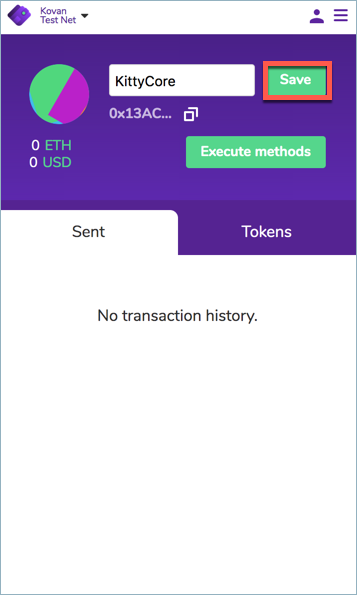 Kovan
Test Net
KittyCore
Save
0x13AC...
0 ETH
0 USD
Execute methods
Sent
Tokens
No transaction history.